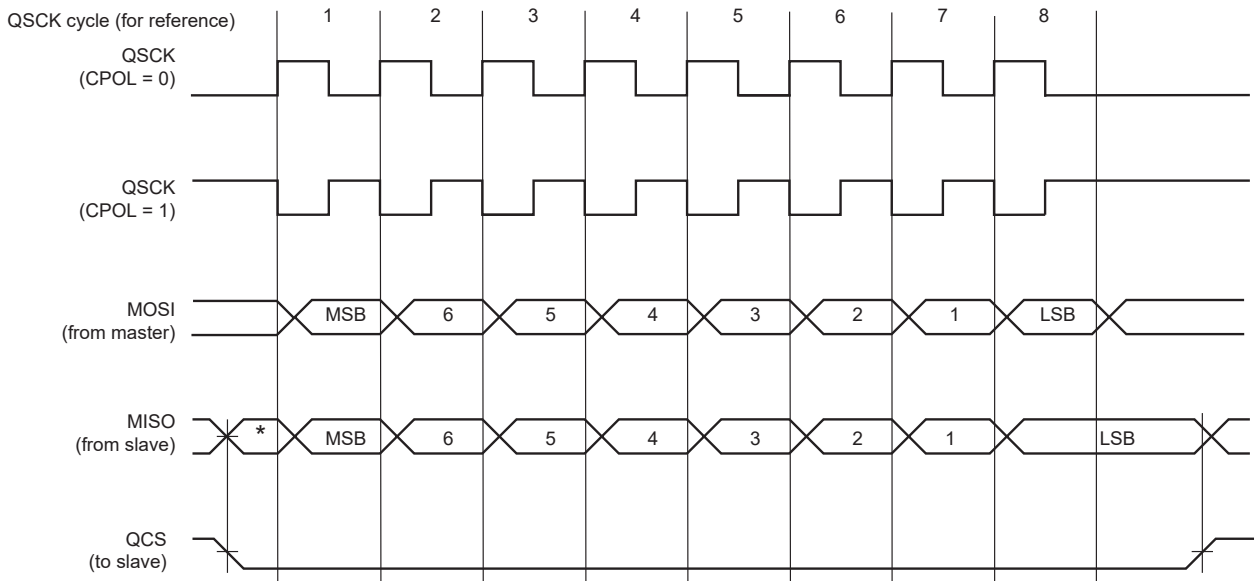 QSCK cycle (for reference) 1 2 3 4 5 6 7 8
QSCK
(CPOL = 0)
QSCK
(CPOL = 1)
MOSI
(from master)
MSB 6 5 4 3 2 1 LSB
MISO
(from slave)
* MSB 6 5 4 3 2 1 LSB
QCS
(to slave)